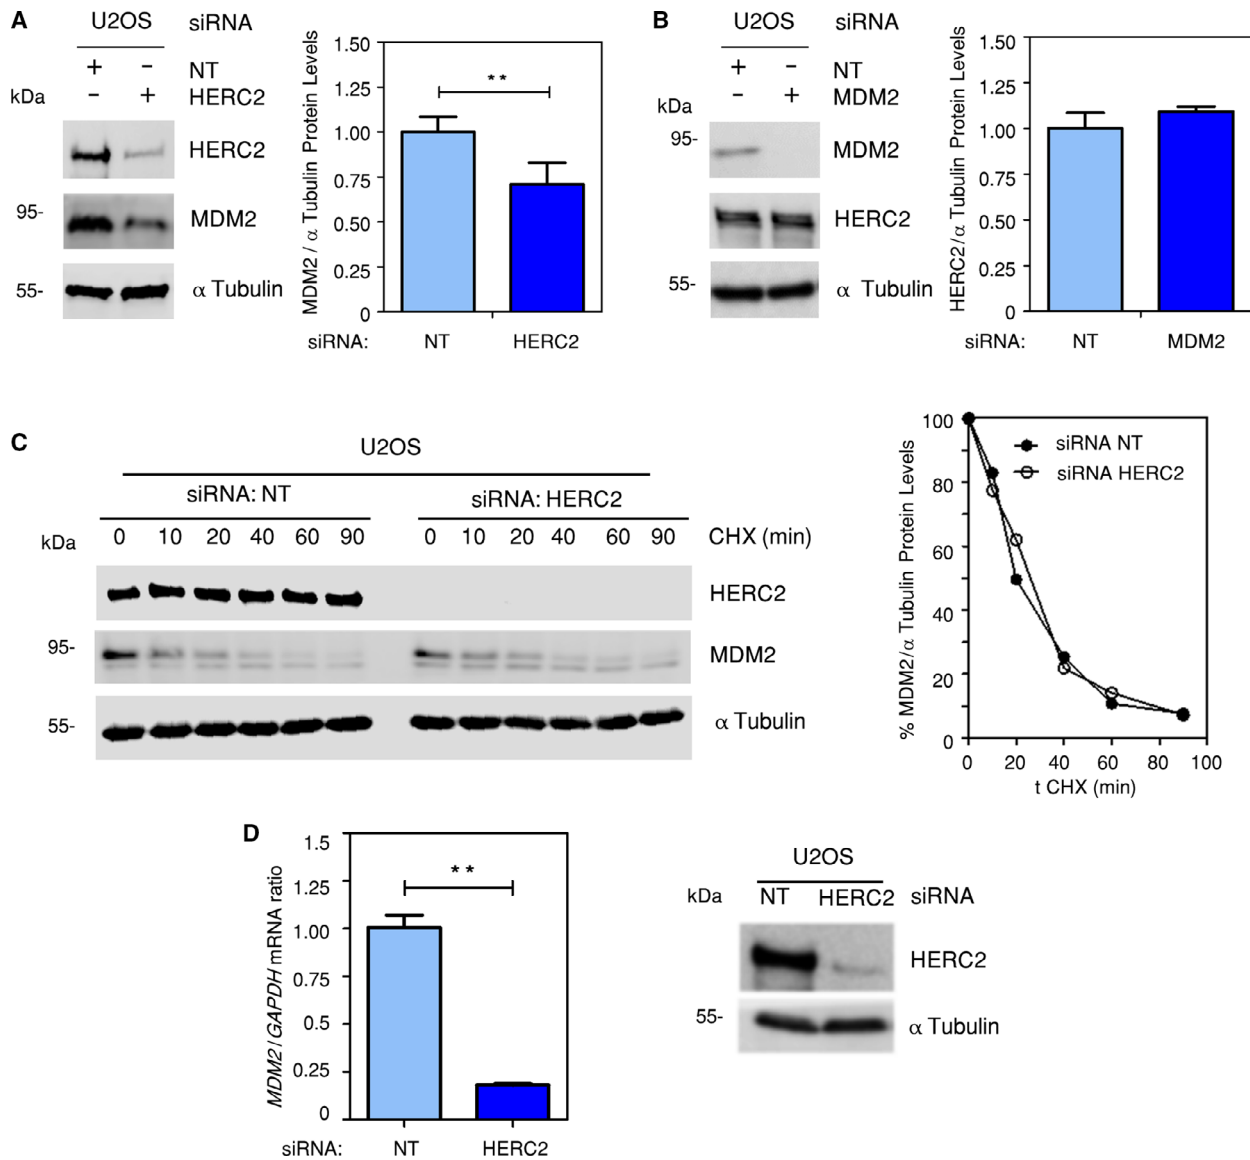 A
U2OS siRNA
+ − NT
kDa − + HERC2
HERC2
95- MDM2
55- α Tubulin
MDM2 / α Tubulin Protein Levels
1.50
1.25
1.00
0.75
0.50
0.25
0
**
siRNA: NT HERC2
B
U2OS siRNA
+ − NT
kDa − + MDM2
95- MDM2
HERC2
55- α Tubulin
HERC2/α Tubulin Protein Levels
1.50
1.25
1.00
0.75
0.50
0.25
0
siRNA: NT MDM2
C
U2OS
siRNA: NT siRNA: HERC2
kDa 0 10 20 40 60 90 0 10 20 40 60 90 CHX (min)
HERC2
95- MDM2
55- α Tubulin
% MDM2/α Tubulin Protein Levels
100
80
60
40
20
0
siRNA NT
siRNA HERC2
0 20 40 60 80 100
t CHX (min)
D
MDM2/GAPDH mRNA ratio
1.5
1.25
1.00
0.75
0.5
0.25
0
**
siRNA: NT HERC2
U2OS
kDa NT HERC2 siRNA
HERC2
55- α Tubulin